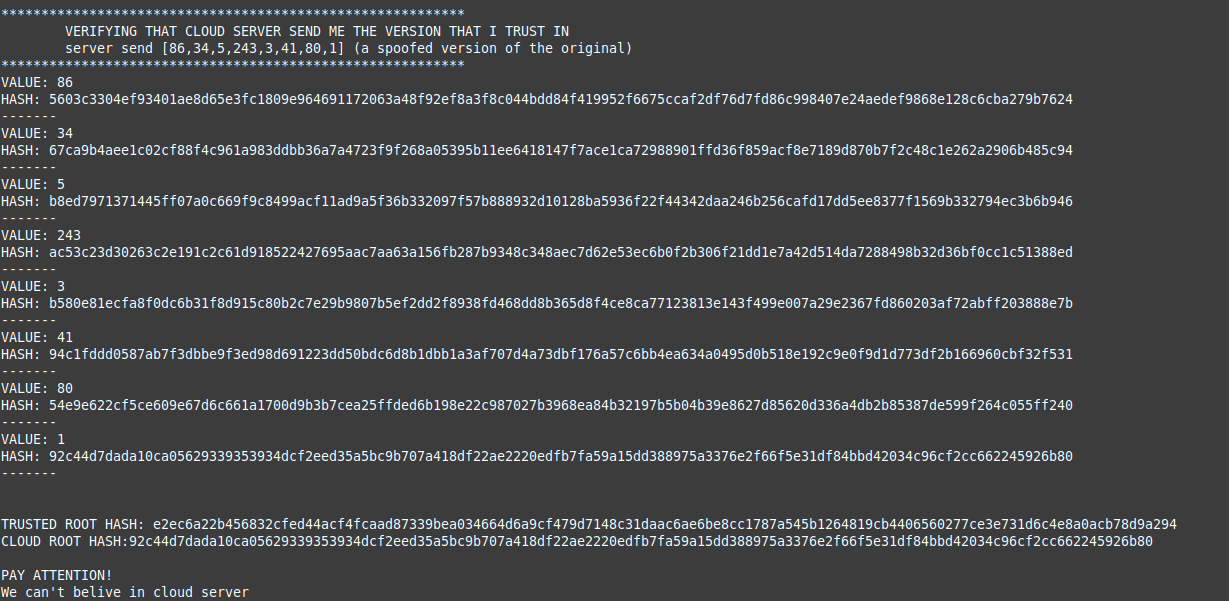 **********************************************************
VERIFYING THAT CLOUD SERVER SEND ME THE VERSION THAT I TRUST IN
server send [86,34,5,243,3,41,80,1] (a spoofed version of the original)
**********************************************************
VALUE: 86
HASH: 5603c3304ef93401ae8d65e3fc1809e964691172063a48f92ef8a3f8c044bdd84f419952f6675ccaf2df76d7fd86c998407e24aedef9868e128c6cba279b7624
-------
VALUE: 34
HASH: 67ca9b4aee1c02cf88f4c961a983ddbb36a7a4723f9f268a05395b11ee6418147f7ace1ca72988901ffd36f859acf8e7189d870b7f2c48c1e262a2906b485c94
-------
VALUE: 5
HASH: b8ed7971371445ff07a0c669f9c8499acf11ad9a5f36b332097f57b888932d10128ba5936f22f44342daa246b256cafd17dd5ee8377f1569b332794ec3b6b946
-------
VALUE: 243
HASH: ac53c23d30263c2e191c2c61d918522427695aac7aa63a156fb287b9348c348aec7d62e53ec6b0f2b306f21dd1e7a42d514da7288498b32d36bf0cc1c51388ed
-------
VALUE: 3
HASH: b580e81ecfa8f0dc6b31f8d915c80b2c7e29b9807b5ef2dd2f8938fd468dd8b365d8f4ce8ca77123813e143f499e007a29e2367fd860203af72abff203888e7b
-------
VALUE: 41
HASH: 94c1fddd0587ab7f3dbbe9f3ed98d691223dd50bdc6d8b1dbb1a3af707d4a73dbf176a57c6bb4ea634a0495d0b518e192c9e0f9d1d773df2b166960cbf32f531
-------
VALUE: 80
HASH: 54e9e622cf5ce609e67d6c661a1700d9b3b7cea25ffded6b198e22c987027b3968ea84b32197b5b04b39e8627d85620d336a4db2b85387de599f264c055ff240
-------
VALUE: 1
HASH: 92c44d7dada10ca05629339353934dcf2eed35a5bc9b707a418df22ae2220edfb7fa59a15dd388975a3376e2f66f5e31df84bbd42034c96cf2cc662245926b80
-------
TRUSTED ROOT HASH: e2ec6a22b456832cfed44acf4fcaad87339bea034664d6a9cf479d7148c31daac6ae6be8cc1787a545b1264819cb4406560277ce3e731d6c4e8a0acb78d9a294
CLOUD ROOT HASH:92c44d7dada10ca05629339353934dcf2eed35a5bc9b707a418df22ae2220edfb7fa59a15dd388975a3376e2f66f5e31df84bbd42034c96cf2cc662245926b80
PAY ATTENTION!
We can't belive in cloud server